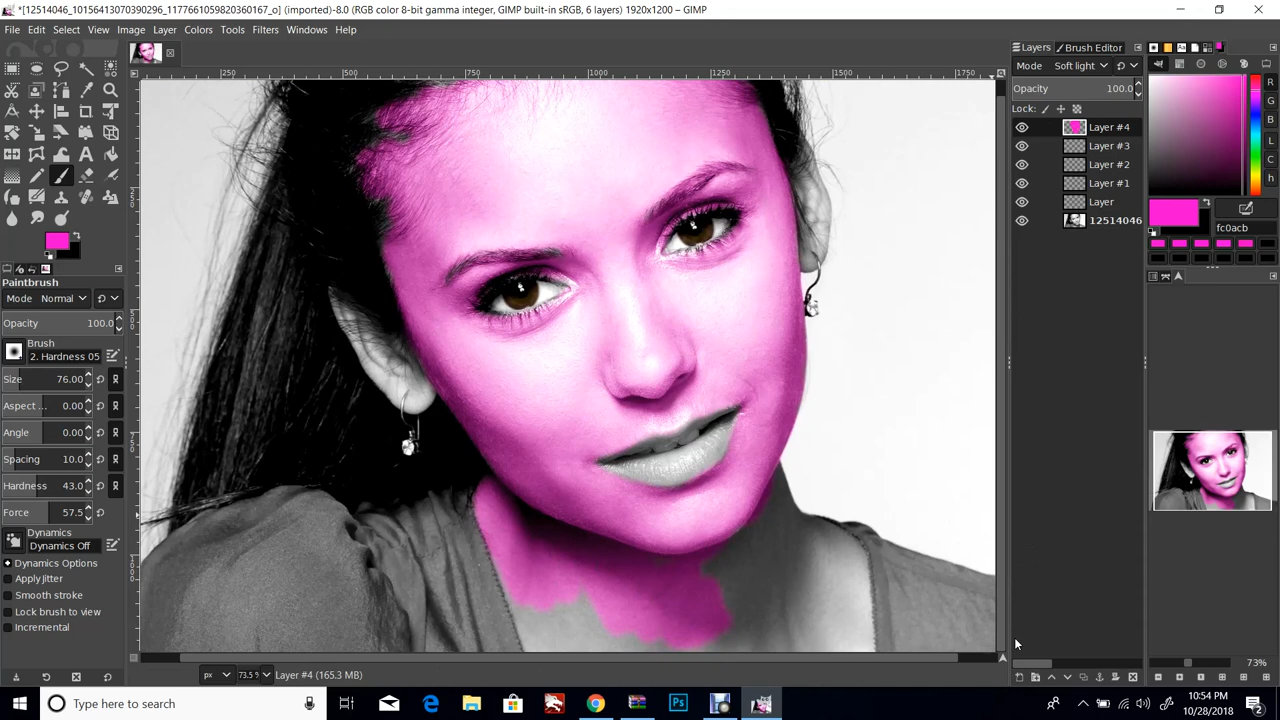 *[12514046_10156413070390296_1177661059820360167_o] (imported)-8.0 (RGB color 8-bit gamma integer, GIMP built-in sRGB, 6 layers) 1920x1200 – GIMP
File Edit Select View Image Layer Colors Tools Filters Windows Help
Layers Brush Editor
250 500 750 1000 1250 1500 1750
Mode Soft light
Opacity 100.0
Lock:
Layer #4
Layer #3
Layer #2
Layer #1
Layer
12514046
R
G
B
L
C
h
fc0acb
Paintbrush
Mode Normal
Opacity 100.0
Brush
2. Hardness 05
Size 76.00
Aspect ... 0.00
Angle 0.00
Spacing 10.0
Hardness 43.0
Force 57.5
Dynamics
Dynamics Off
Dynamics Options
Apply Jitter
Smooth stroke
Lock brush to view
Incremental
px 73.5 % Layer #4 (165.3 MB)
73%
Type here to search
Ps
10:54 PM
10/28/2018
2